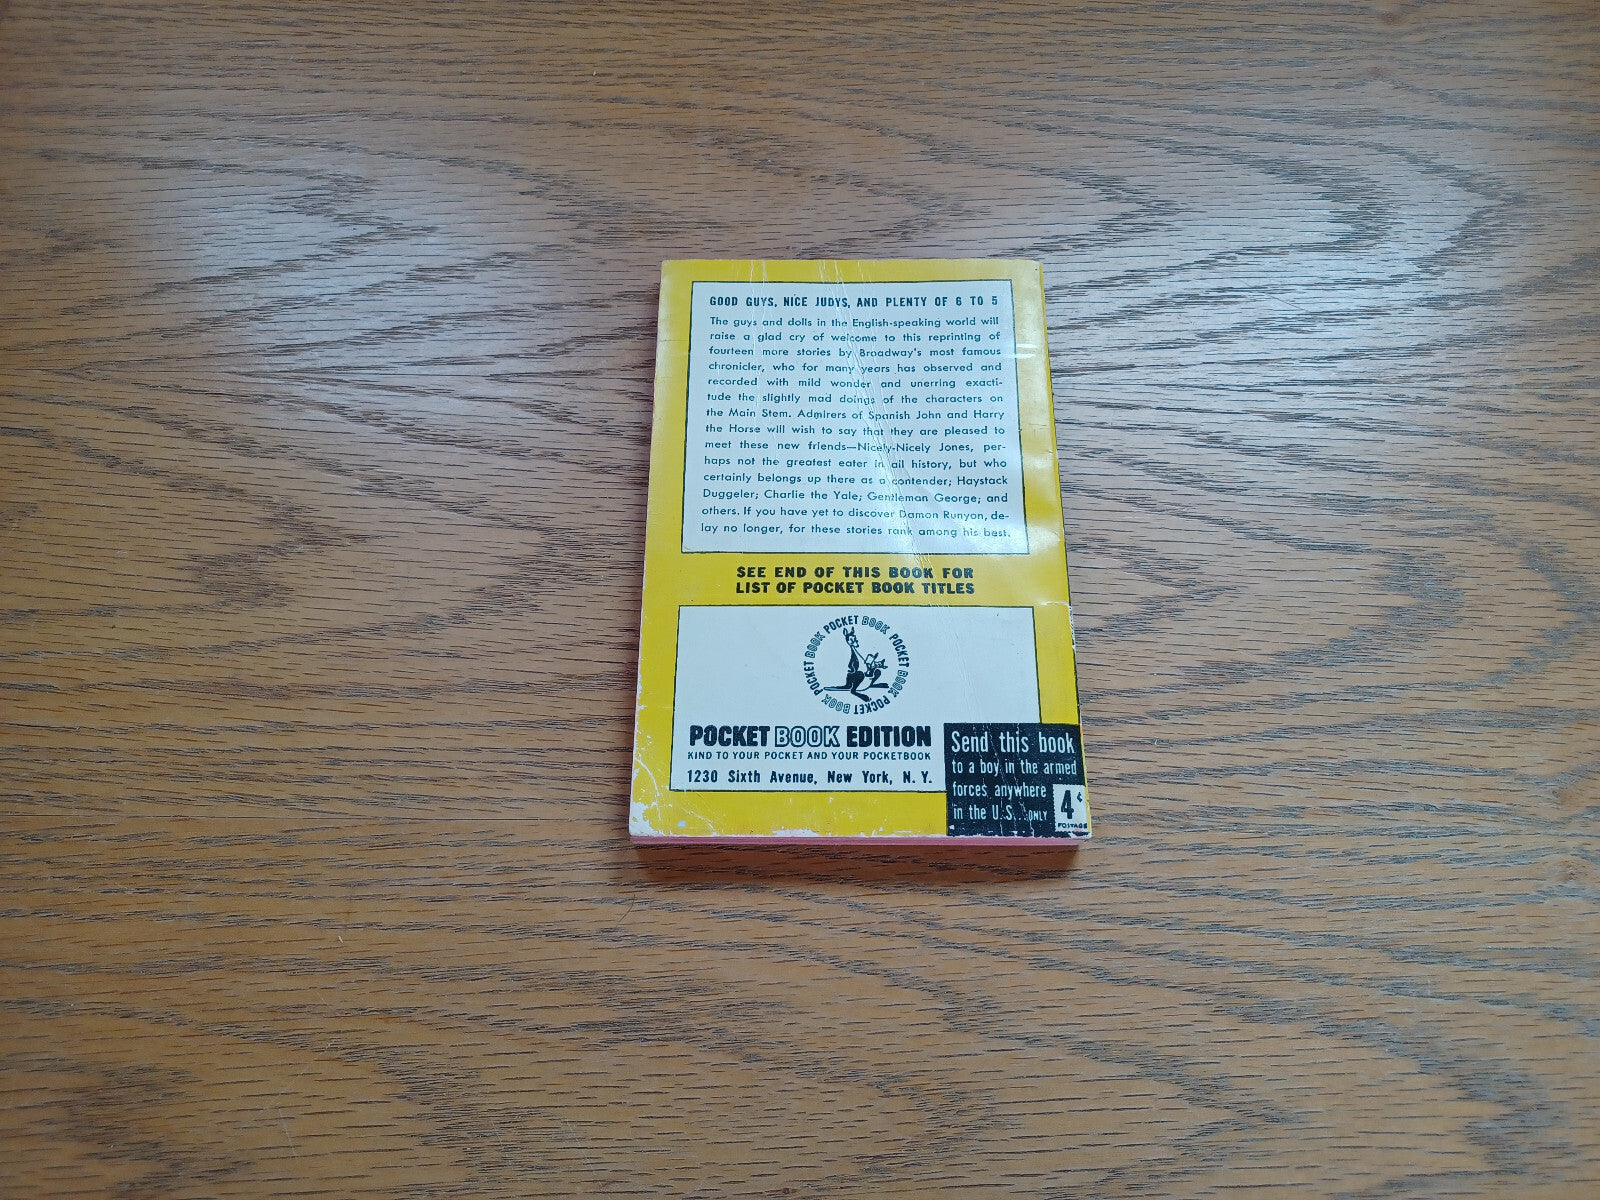 GOOD GUYS, NICE JUDYS, AND PLENTY OF 6 TO 5
The guys and dolls in the English-speaking world will
raise a glad cry of welcome to this reprinting of
fourteen more stories by Broadway's most famous
chronicler, who for many years has observed and
recorded with mild wonder and unerring exacti-
tude the slightly mad doings of the characters on
the Main Stem. Admirers of Spanish John and Harry
the Horse will wish to say that they are pleased to
meet these new friends—Nicely-Nicely Jones, per-
haps not the greatest eater in all history, but who
certainly belongs up there as a contender; Haystack
Duggeler; Charlie the Yale; Gentleman George; and
others. If you have yet to discover Damon Runyon, de-
lay no longer, for these stories rank among his best.
SEE END OF THIS BOOK FOR
LIST OF POCKET BOOK TITLES
POCKET BOOK POCKET BOOK POCKET BOOK POCKET BOOK
POCKET BOOK EDITION
KIND TO YOUR POCKET AND YOUR POCKETBOOK
1230 Sixth Avenue, New York, N. Y.
Send this book
to a boy in the armed
forces anywhere
in the U.S...ONLY 4¢
POSTAGE